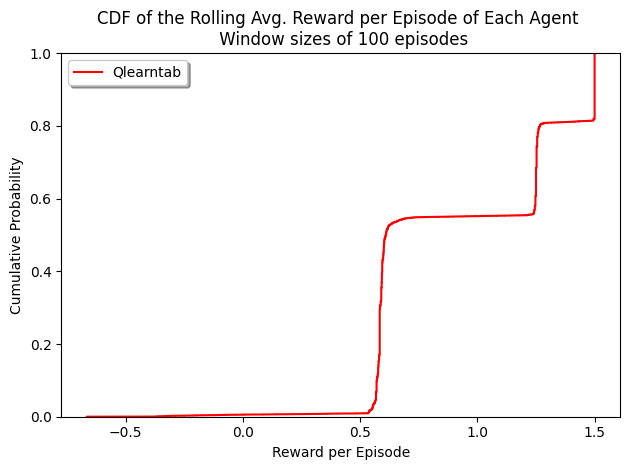 CDF of the Rolling Avg. Reward per Episode of Each Agent
Window sizes of 100 episodes
Qlearntab
Cumulative Probability
1.0
0.8
0.6
0.4
0.2
0.0
−0.5
0.0
0.5
1.0
1.5
Reward per Episode